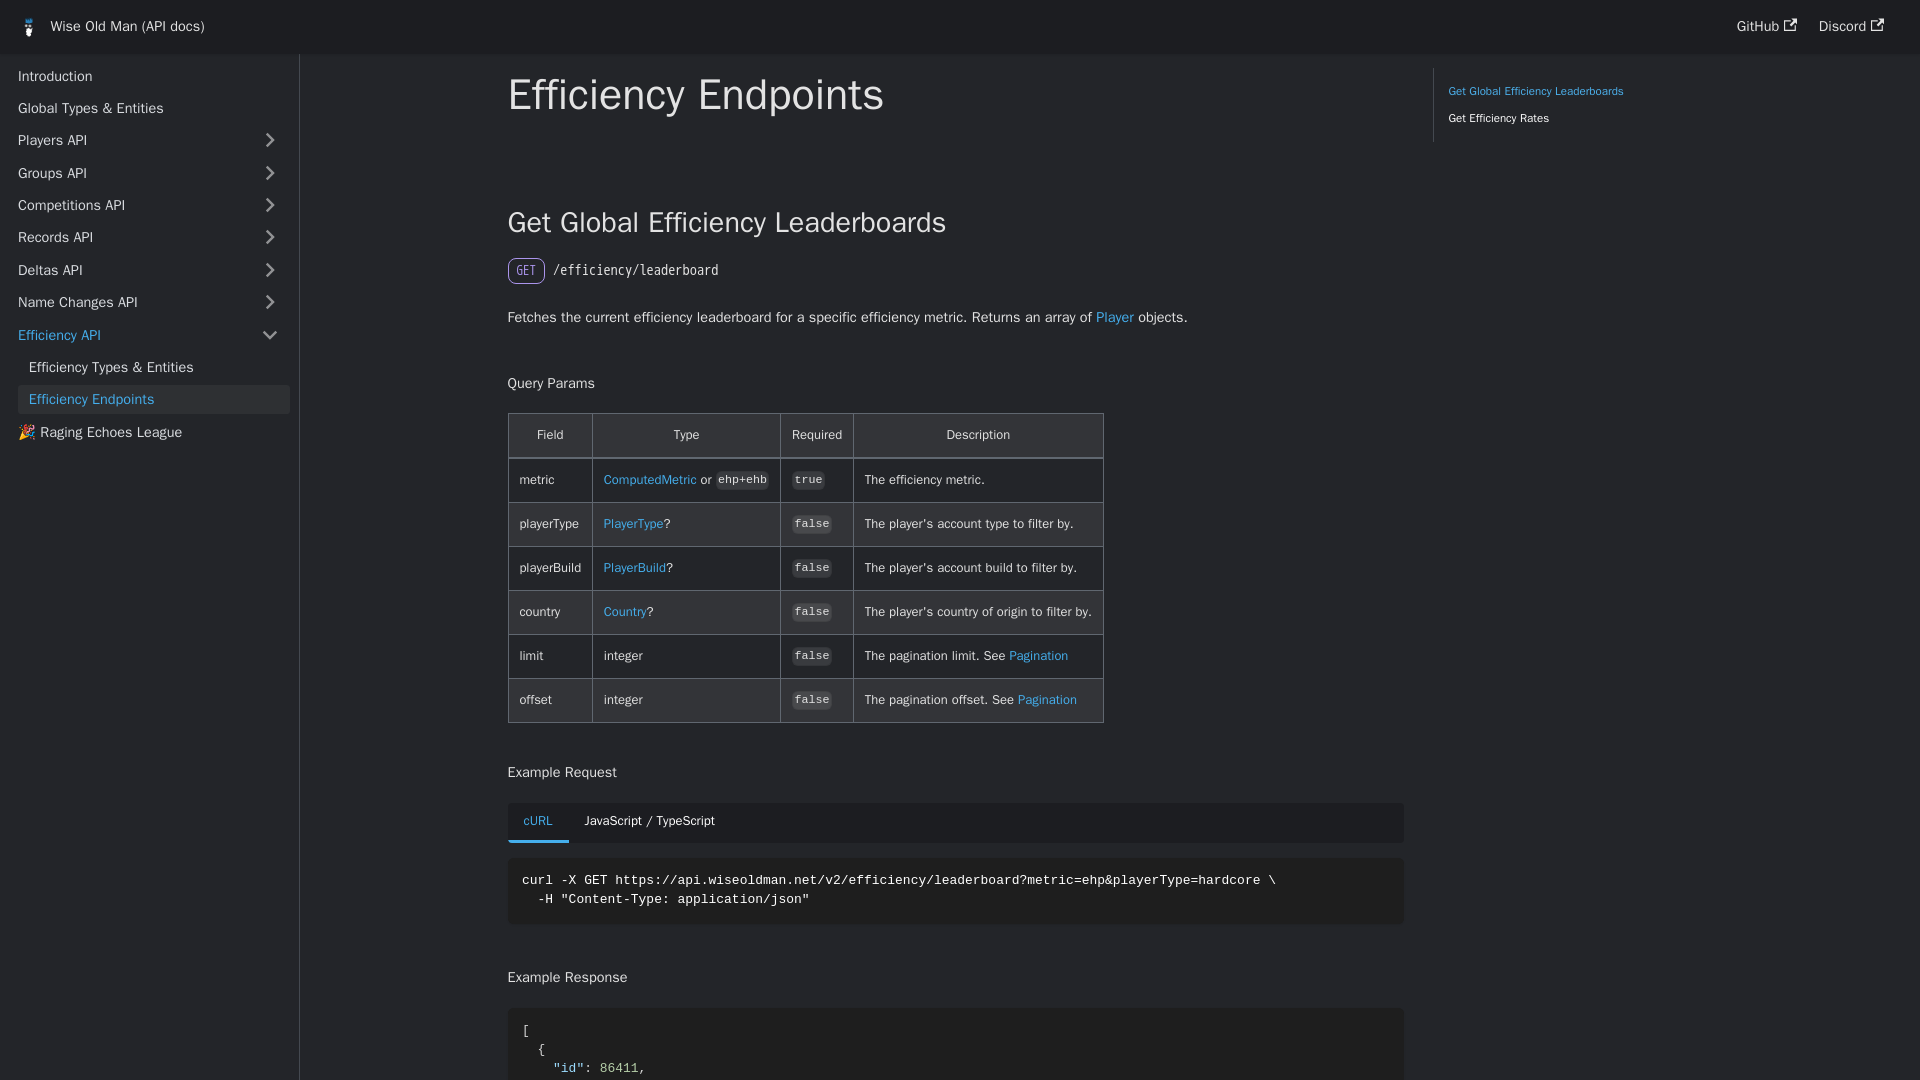 Wise Old Man (API docs)
GitHub
Discord
Introduction
Global Types & Entities
Players API
Groups API
Competitions API
Records API
Deltas API
Name Changes API
Efficiency API
Efficiency Types & Entities
Efficiency Endpoints
🎉 Raging Echoes League
Efficiency Endpoints
Get Global Efficiency Leaderboards
GET /efficiency/leaderboard
Fetches the current efficiency leaderboard for a specific efficiency metric. Returns an array of Player objects.
Query Params
Field Type Required Description
metric ComputedMetric or ehp+ehb true The efficiency metric.
playerType PlayerType? false The player's account type to filter by.
playerBuild PlayerBuild? false The player's account build to filter by.
country Country? false The player's country of origin to filter by.
limit integer false The pagination limit. See Pagination
offset integer false The pagination offset. See Pagination
Example Request
cURL JavaScript / TypeScript
curl -X GET https://api.wiseoldman.net/v2/efficiency/leaderboard?metric=ehp&playerType=hardcore \
-H "Content-Type: application/json"
Example Response
[
{
"id": 86411,
Get Global Efficiency Leaderboards
Get Efficiency Rates